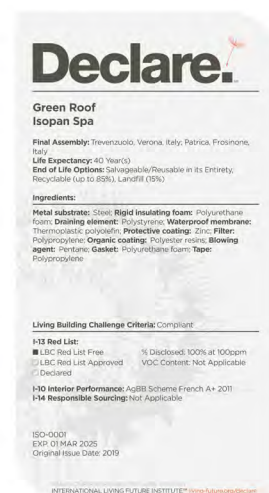 Declare.
Green Roof
Isopan Spa
Final Assembly: Trevenzuolo, Verona, Italy; Patrica, Frosinone,
Italy
Life Expectancy: 40 Year(s)
End of Life Options: Salvageable/Reusable in its Entirety,
Recyclable (up to 85%), Landfill (15%)
Ingredients:
Metal substrate: Steel; Rigid insulating foam: Polyurethane
foam; Draining element: Polystyrene; Waterproof membrane:
Thermoplastic polyolefin; Protective coating: Zinc; Filter:
Polypropylene; Organic coating: Polyester resins; Blowing
agent: Pentane; Gasket: Polyurethane foam; Tape:
Polypropylene
Living Building Challenge Criteria: Compliant
I-13 Red List:
LBC Red List Free % Disclosed: 100% at 100ppm
LBC Red List Approved VOC Content: Not Applicable
Declared
I-10 Interior Performance: AgBB Scheme French A+ 2011
I-14 Responsible Sourcing: Not Applicable
ISO-0001
EXP. 01 MAR 2025
Original Issue Date: 2019
INTERNATIONAL LIVING FUTURE INSTITUTE℠ living-future.org/declare